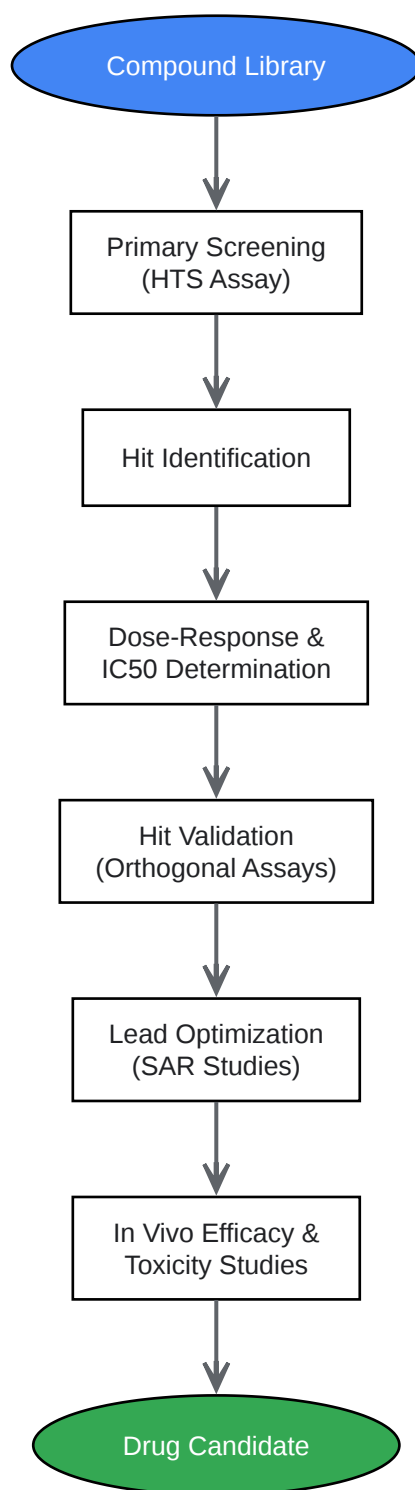 Compound Library
Primary Screening
(HTS Assay)
Hit Identification
Dose-Response &
IC50 Determination
Hit Validation
(Orthogonal Assays)
Lead Optimization
(SAR Studies)
In Vivo Efficacy &
Toxicity Studies
Drug Candidate